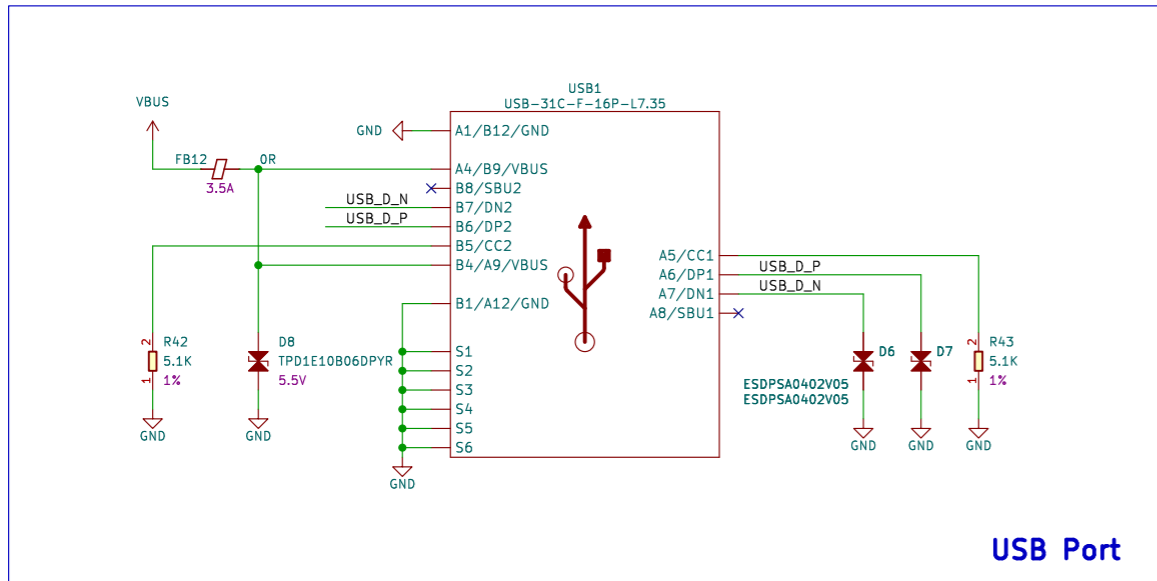 USB1
USB-31C-F-16P-L7.35
VBUS
GND
A1/B12/GND
FB12
0R
3.5A
A4/B9/VBUS
B8/SBU2
USB_D_N
B7/DN2
USB_D_P
B6/DP2
B5/CC2
B4/A9/VBUS
B1/A12/GND
A5/CC1
USB_D_P
A6/DP1
USB_D_N
A7/DN1
A8/SBU1
2
R42
5.1K
1
1%
D8
TPD1E10B06DPYR
5.5V
S1
S2
S3
S4
S5
S6
D6
D7
ESDPSA0402V05
ESDPSA0402V05
2
R43
5.1K
1
1%
GND
GND
GND
GND
GND
GND
USB Port